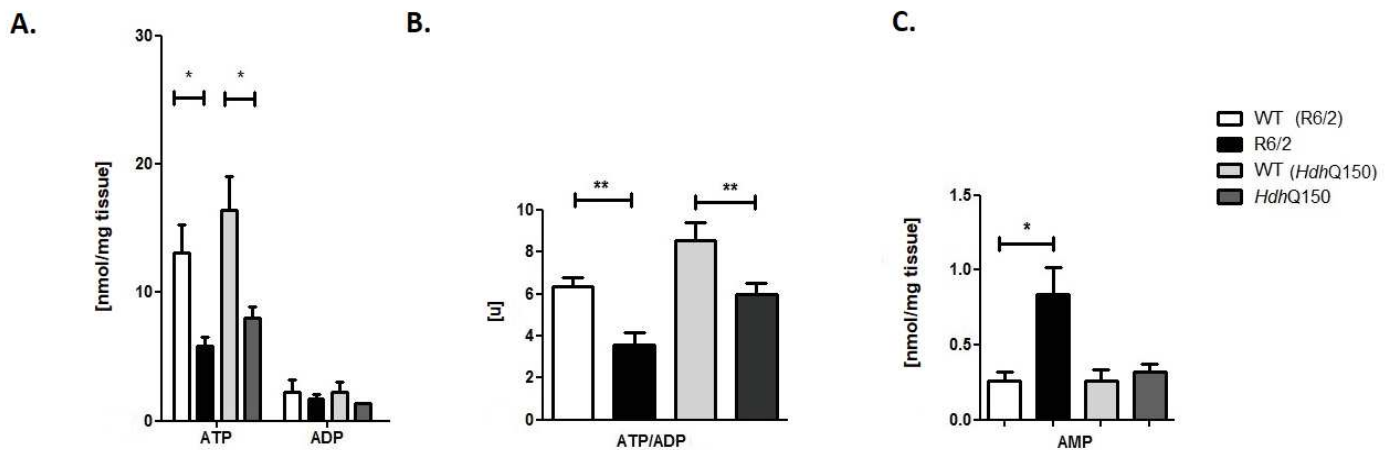 A.
30
20
10
0
[nmol/mg tissue]
*
*
ATP
ADP
B.
10
8
6
4
2
0
[u]
**
**
ATP/ADP
C.
1.5
1.0
0.5
0.0
[nmol/mg tissue]
*
AMP
WT (R6/2)
R6/2
WT (HdhQ150)
HdhQ150